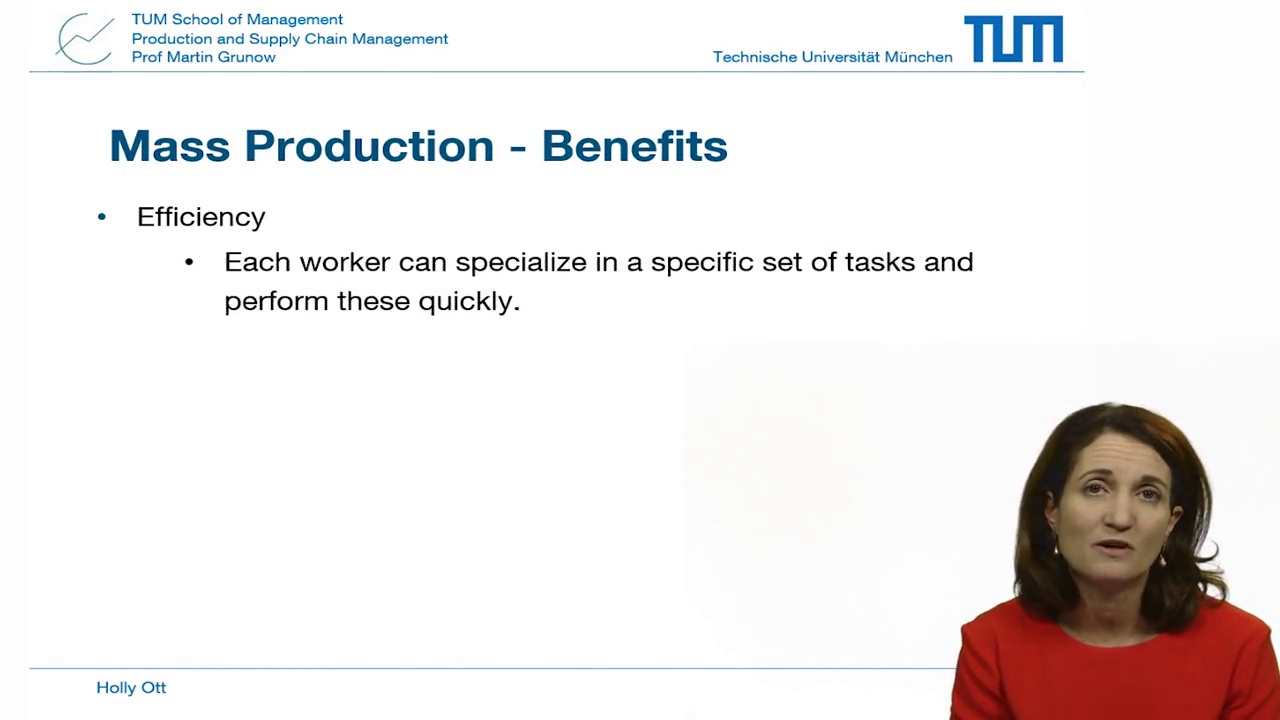 TUM School of Management
Production and Supply Chain Management
Prof Martin Grunow
Technische Universität München
TUM
Mass Production - Benefits
• Efficiency
• Each worker can specialize in a specific set of tasks and
perform these quickly.
Holly Ott